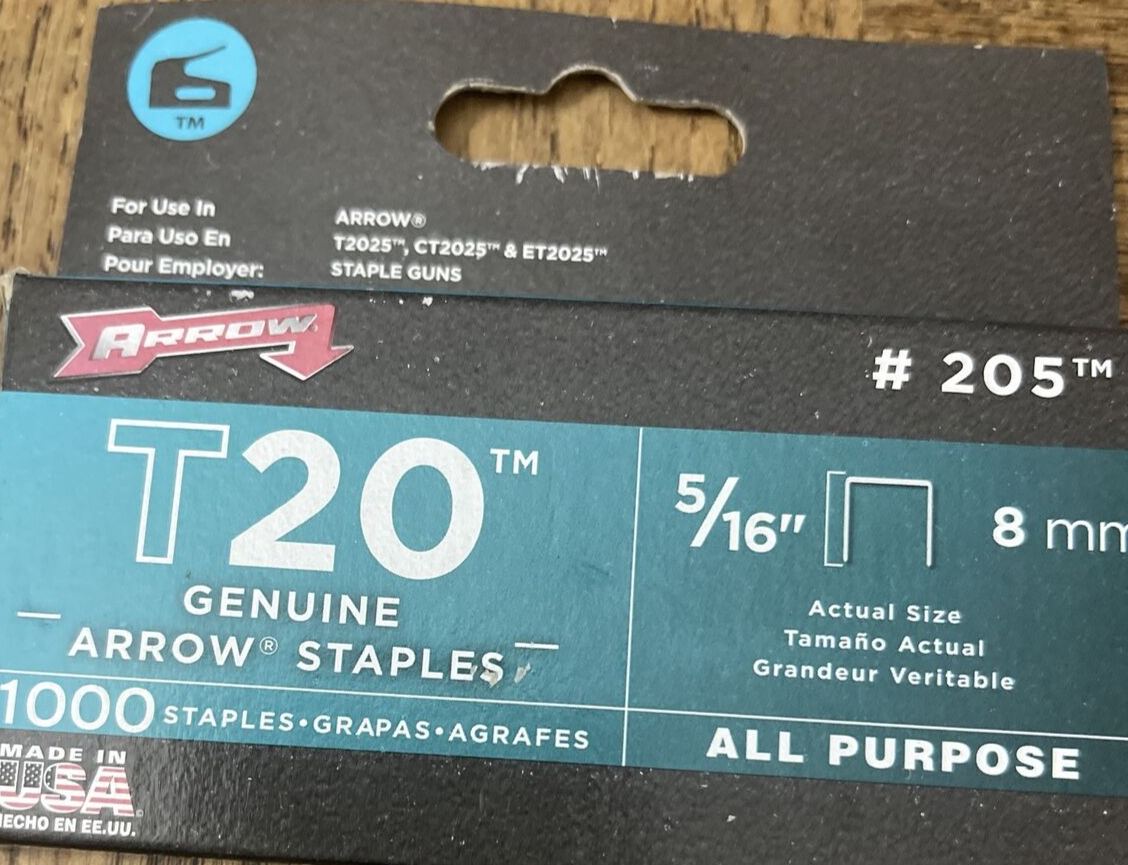 TM
For Use In
Para Uso En
Pour Employer:
ARROW®
T2025™, CT2025™ & ET2025™
STAPLE GUNS
ARROW
# 205™
T20™
GENUINE
ARROW® STAPLES
5/16" 8 mm
Actual Size
Tamaño Actual
Grandeur Veritable
1000 STAPLES•GRAPAS•AGRAFES
ALL PURPOSE
MADE IN
USA
HECHO EN EE.UU.